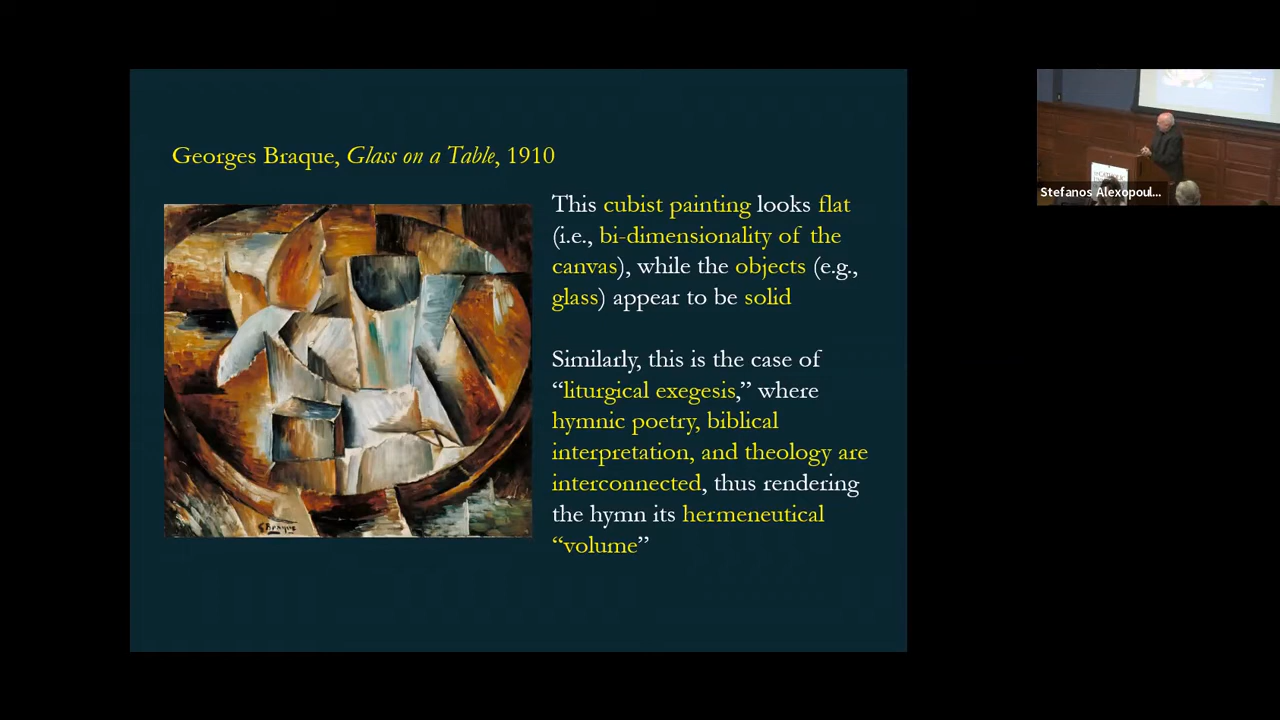 Georges Braque, Glass on a Table, 1910
This cubist painting looks flat
(i.e., bi-dimensionality of the
canvas), while the objects (e.g.,
glass) appear to be solid
Similarly, this is the case of
“liturgical exegesis,” where
hymnic poetry, biblical
interpretation, and theology are
interconnected, thus rendering
the hymn its hermeneutical
“volume”
G Braque
Stefanos Alexopoul...